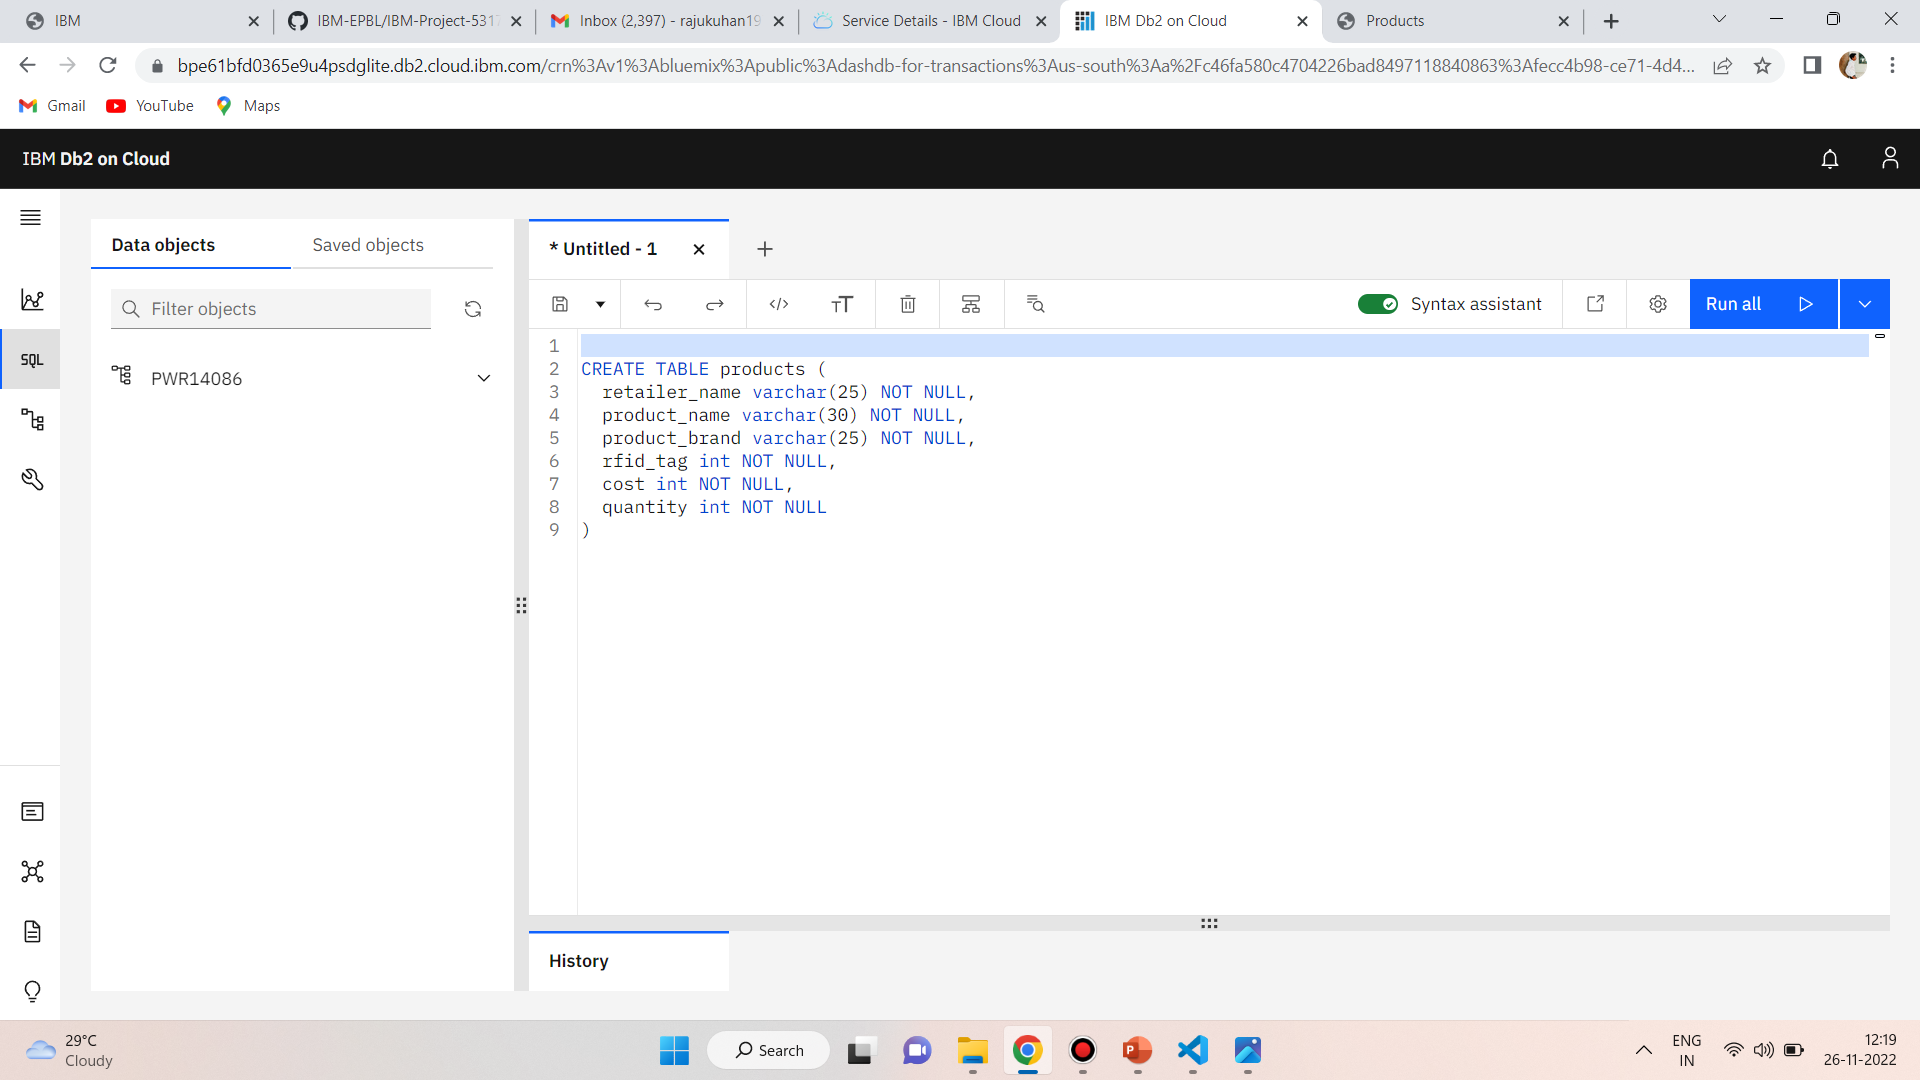 IBM
IBM-EPBL/IBM-Project-5317
Inbox (2,397) - rajukuhan19
Service Details - IBM Cloud
IBM Db2 on Cloud
Products
bpe61bfd0365e9u4psdglite.db2.cloud.ibm.com/crn%3Av1%3Abluemix%3Apublic%3Adashdb-for-transactions%3Aus-south%3Aa%2Fc46fa580c4704226bad8497118840863%3Afecc4b98-ce71-4d4...
Gmail
YouTube
Maps
IBM Db2 on Cloud
Data objects
Saved objects
* Untitled - 1
Filter objects
Syntax assistant
Run all
SQL
PWR14086
1
2 CREATE TABLE products (
3 retailer_name varchar(25) NOT NULL,
4 product_name varchar(30) NOT NULL,
5 product_brand varchar(25) NOT NULL,
6 rfid_tag int NOT NULL,
7 cost int NOT NULL,
8 quantity int NOT NULL
9 )
History
29°C
Cloudy
Search
ENG
IN
12:19
26-11-2022